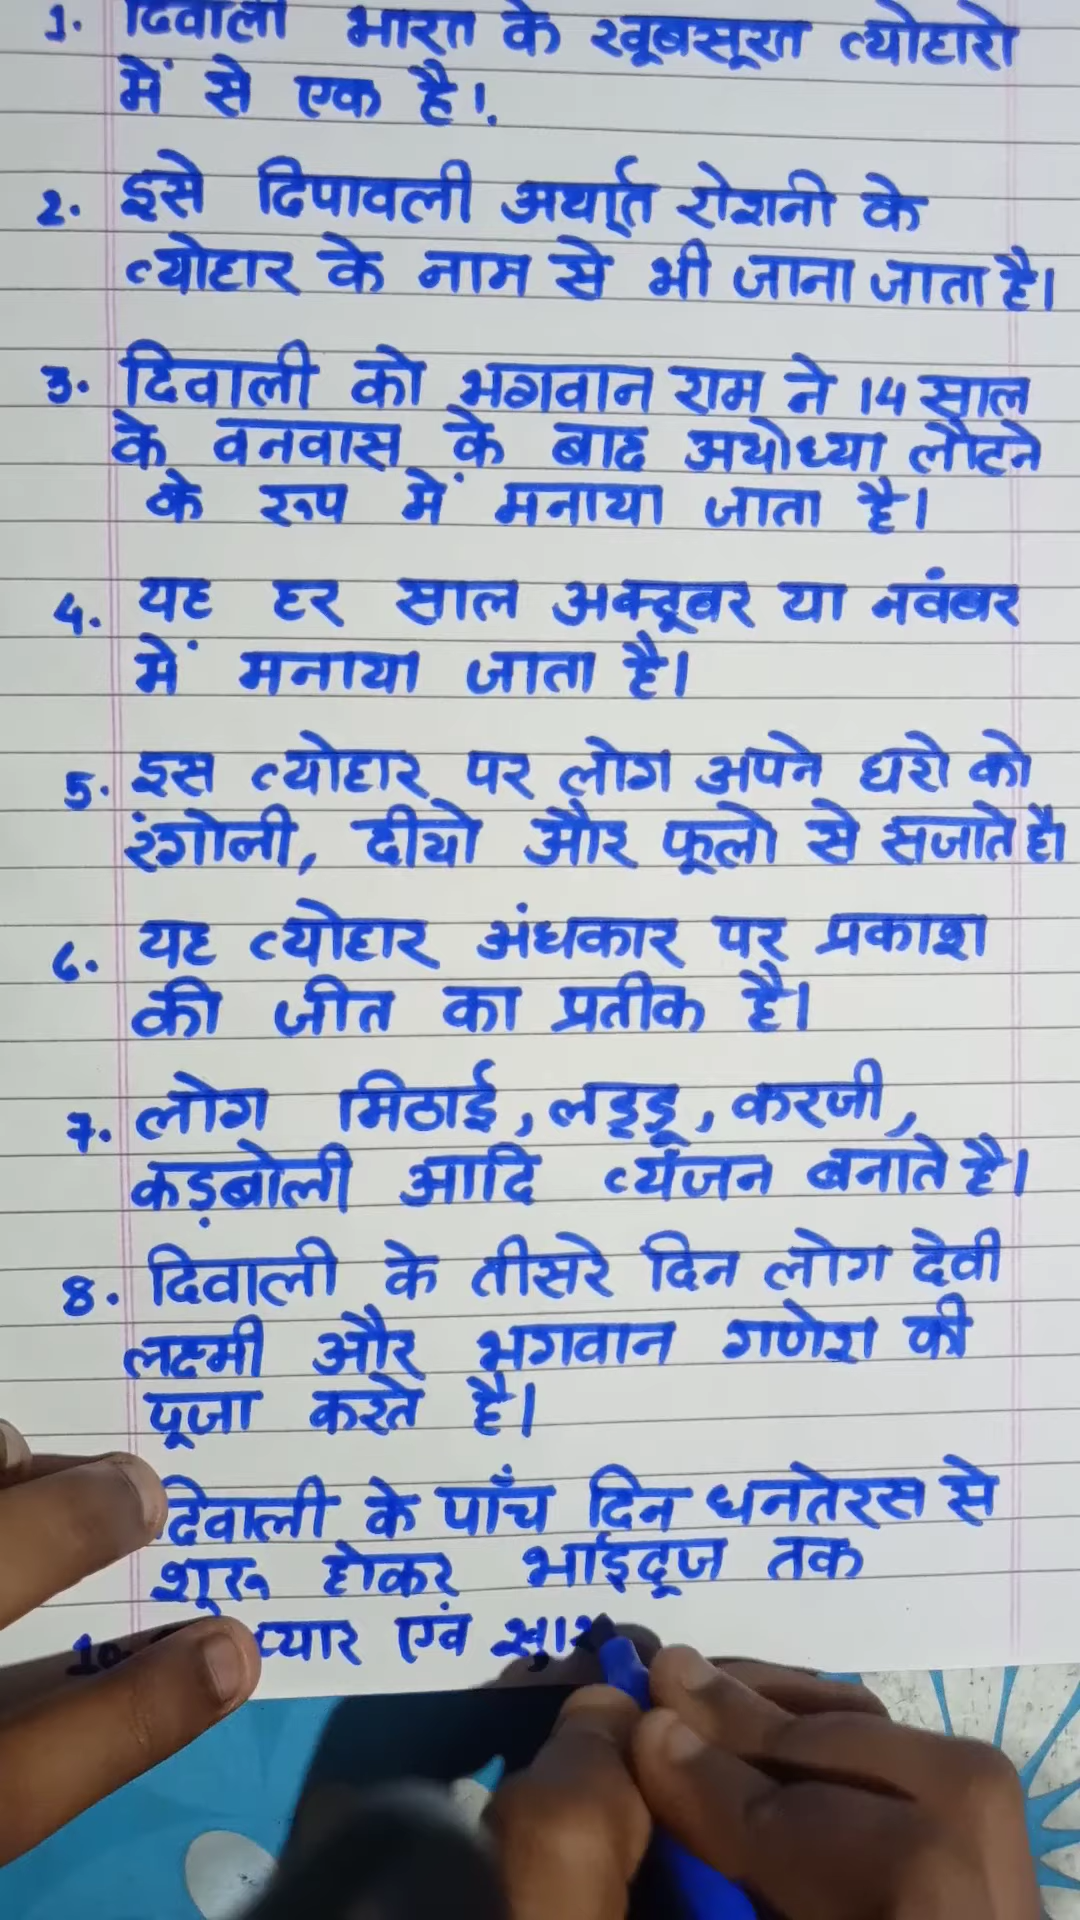 1. दिवाली भारत के खूबसूरत त्योहारो
में से एक है।.
2. इसे दिपावली अर्थात रोशनी के
त्योहार के नाम से भी जाना जाता है।
3. दिवाली को भगवान राम ने 14 साल
के वनवास के बाद अयोध्या लौटने
के रूप में मनाया जाता है।
4. यह हर साल अक्टूबर या नवंबर
में मनाया जाता है।
5. इस त्योहार पर लोग अपने घरो को
रंगोली, दीयो और फूलो से सजाते है।
6. यह त्योहार अंधकार पर प्रकाश
की जीत का प्रतीक है।
7. लोग मिठाई, लड्डू, करजी,
कड़बोली आदि व्यंजन बनाते है।
8. दिवाली के तीसरे दिन लोग देवी
लक्ष्मी और भगवान गणेश की
पूजा करते है।
दिवाली के पाँच दिन धनतेरस से
शुरू होकर भाईदूज तक
10 प्यार एवं